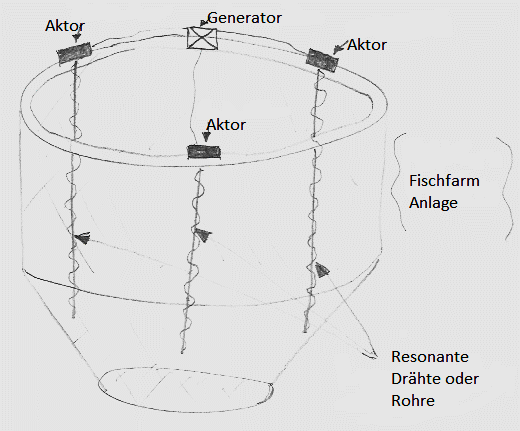 Generator
Aktor
Aktor
Aktor
Fischfarm
Anlage
Resonante
Drähte oder
Rohre